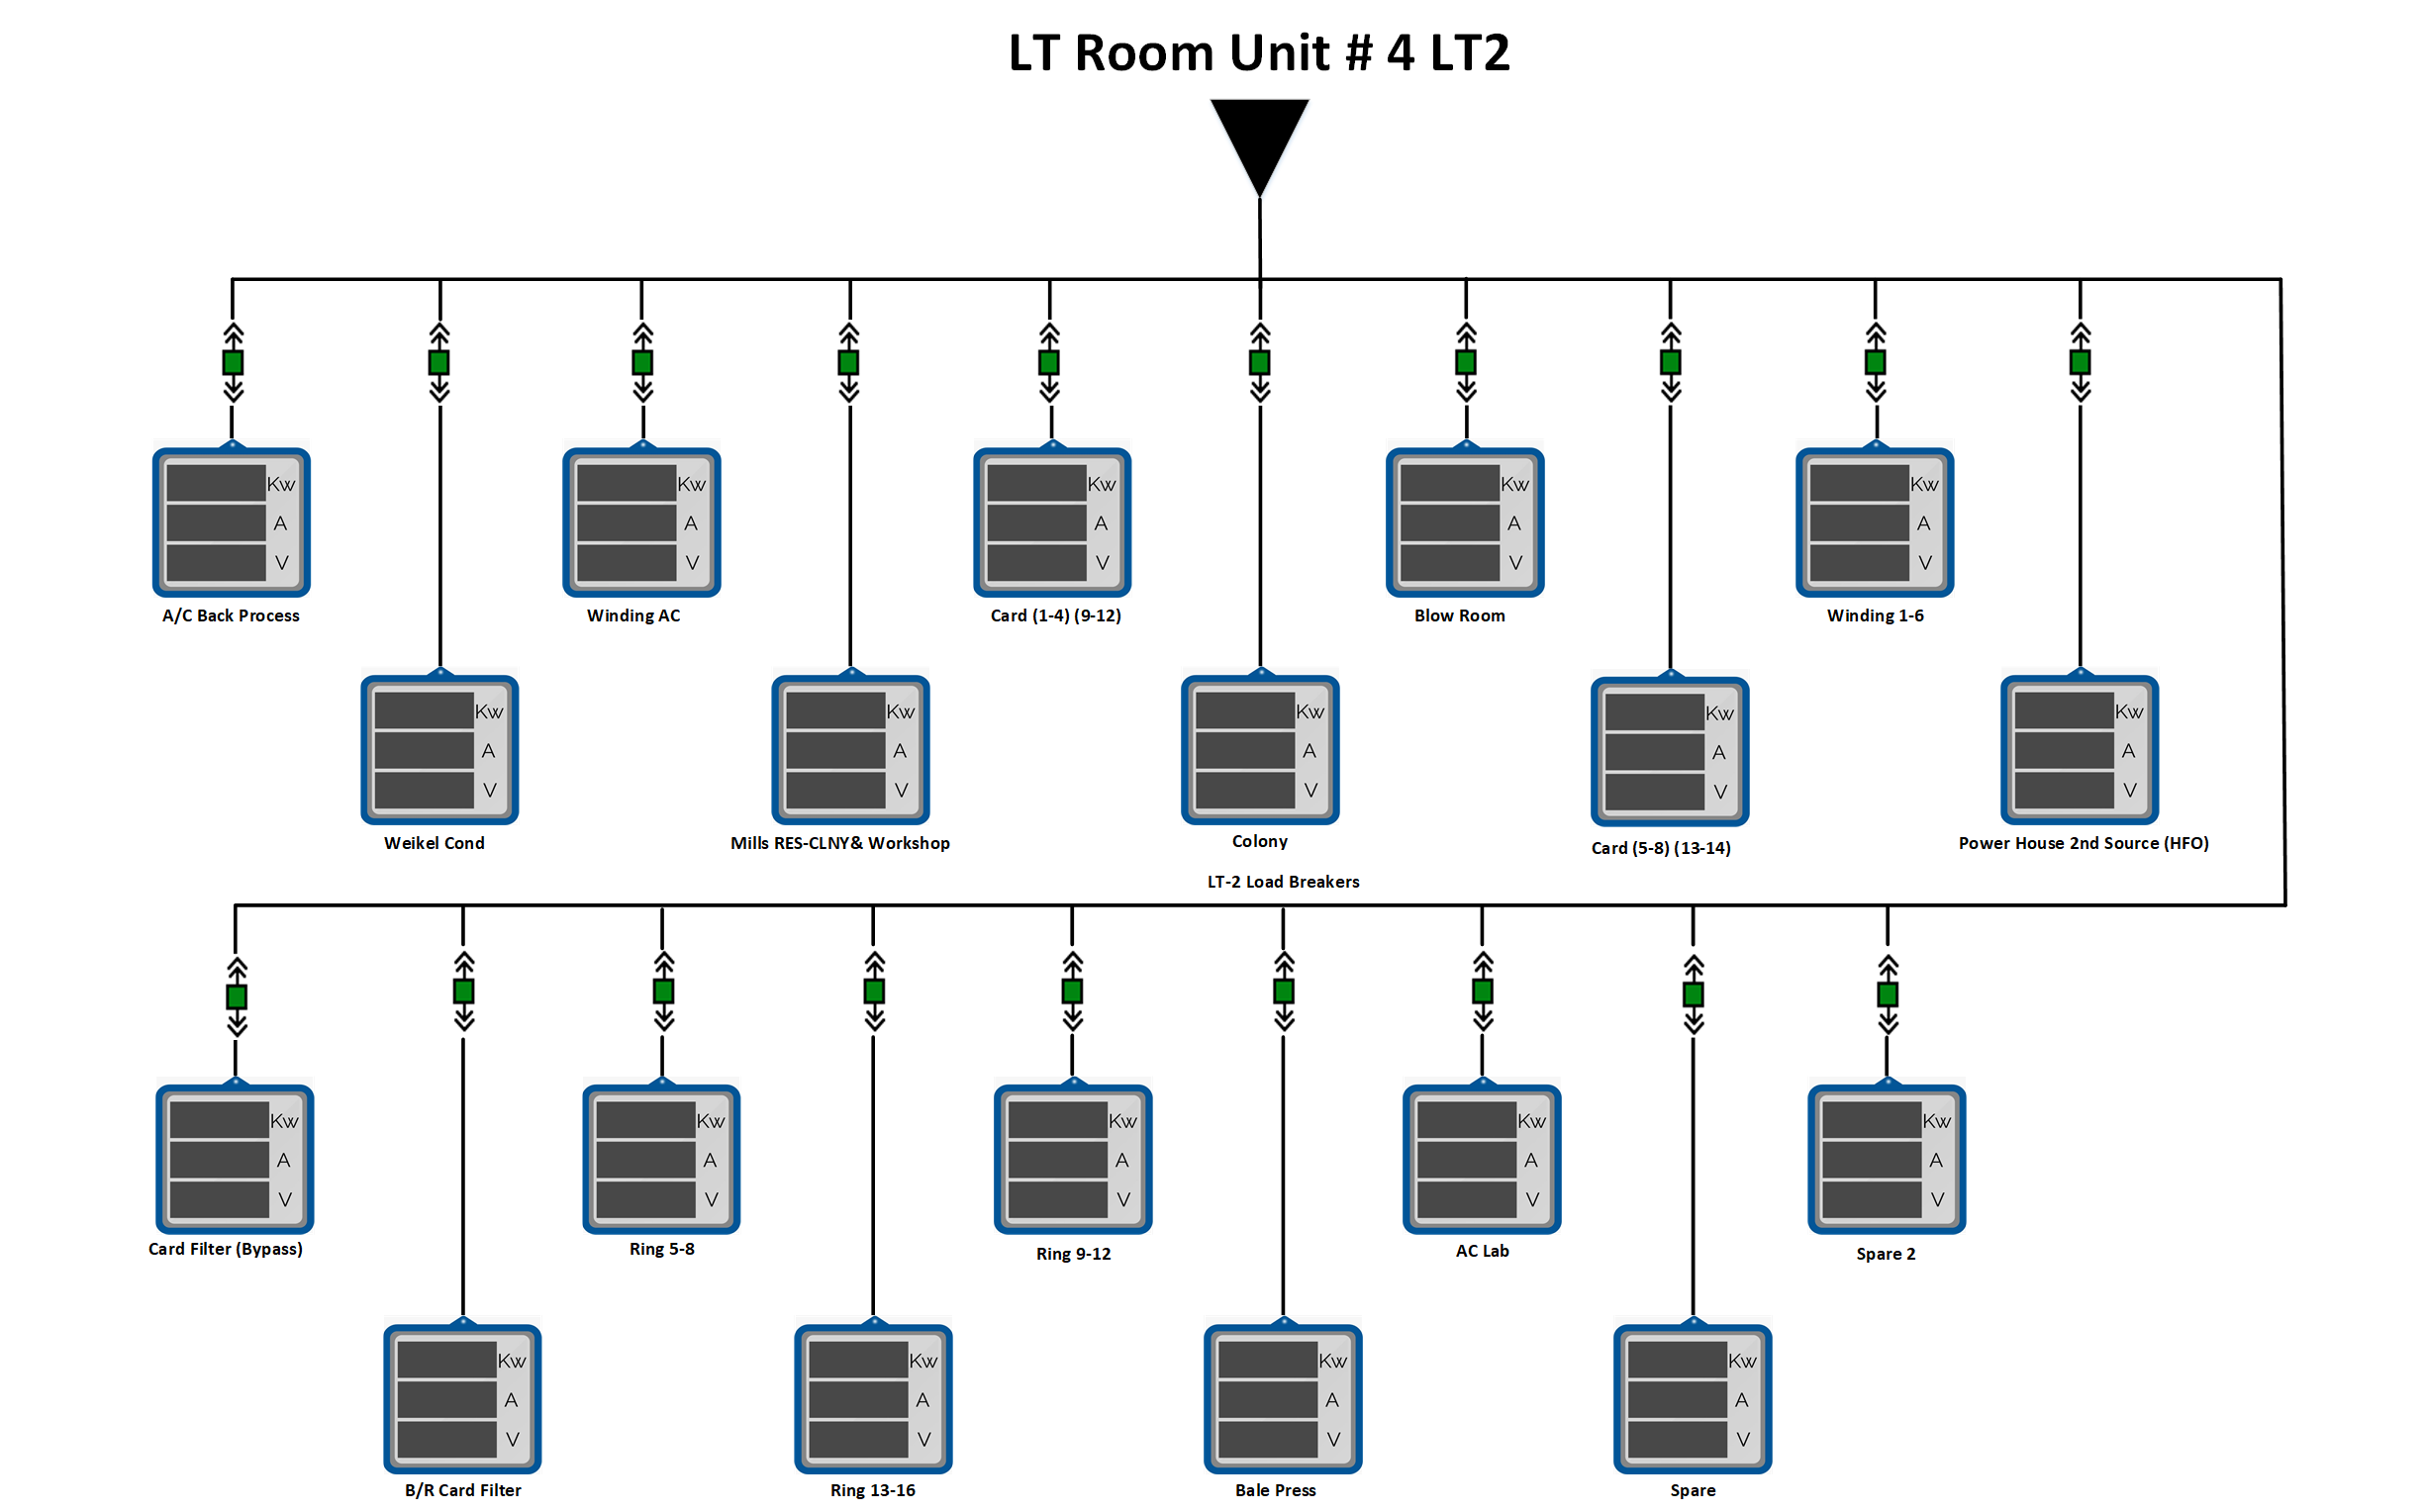 LT Room Unit # 4 LT2
Kw
A
V
A/C Back Process
Kw
A
V
Winding AC
Kw
A
V
Card (1-4) (9-12)
Kw
A
V
Blow Room
Kw
A
V
Winding 1-6
Kw
A
V
Weikel Cond
Kw
A
V
Mills RES-CLNY& Workshop
Kw
A
V
Colony
Kw
A
V
Card (5-8) (13-14)
Kw
A
V
Power House 2nd Source (HFO)
LT-2 Load Breakers
Kw
A
V
Card Filter (Bypass)
Kw
A
V
Ring 5-8
Kw
A
V
Ring 9-12
Kw
A
V
AC Lab
Kw
A
V
Spare 2
Kw
A
V
B/R Card Filter
Kw
A
V
Ring 13-16
Kw
A
V
Bale Press
Kw
A
V
Spare